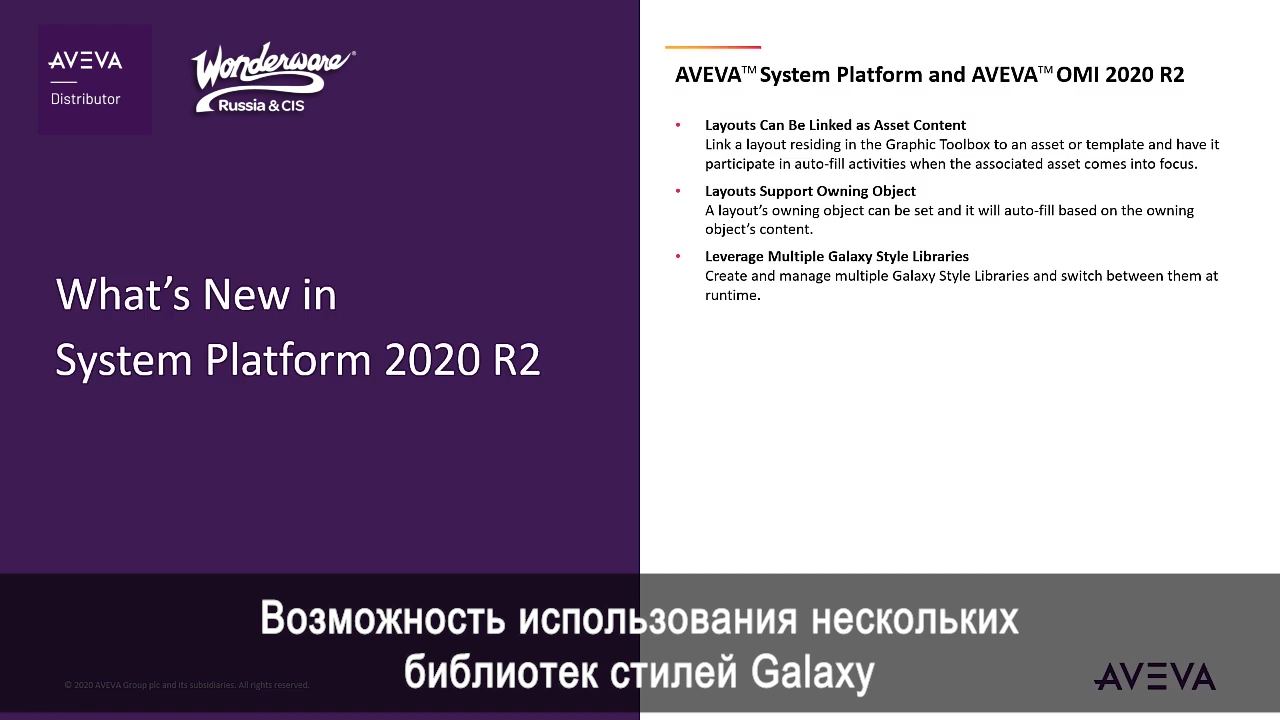 AVEVA
Distributor
Wonderware®
Russia & CIS
What's New in
System Platform 2020 R2
AVEVA™ System Platform and AVEVA™ OMI 2020 R2
• Layouts Can Be Linked as Asset Content
Link a layout residing in the Graphic Toolbox to an asset or template and have it
participate in auto-fill activities when the associated asset comes into focus.
• Layouts Support Owning Object
A layout's owning object can be set and it will auto-fill based on the owning
object's content.
• Leverage Multiple Galaxy Style Libraries
Create and manage multiple Galaxy Style Libraries and switch between them at
runtime.
Возможность использования нескольких
библиотек стилей Galaxy
© 2020 AVEVA Group plc and its subsidiaries. All rights reserved.
AVEVA